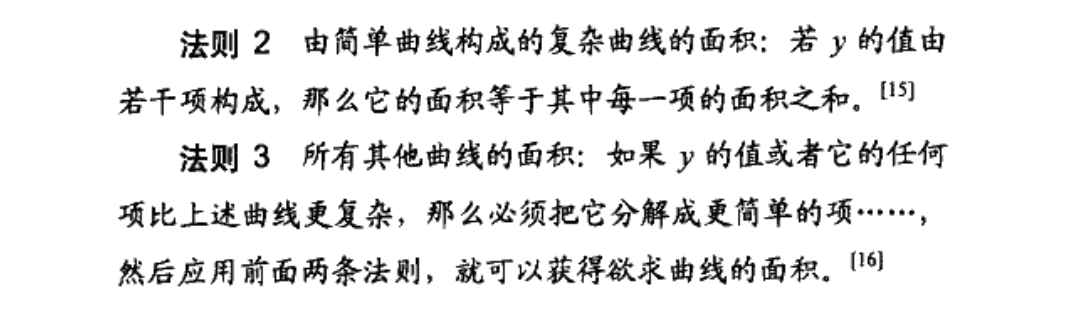 法则 2 由简单曲线构成的复杂曲线的面积：若 y 的值由
若干项构成，那么它的面积等于其中每一项的面积之和。[15]
法则 3 所有其他曲线的面积：如果 y 的值或者它的任何
项比上述曲线更复杂，那么必须把它分解成更简单的项……，
然后应用前面两条法则，就可以获得欲求曲线的面积。[16]